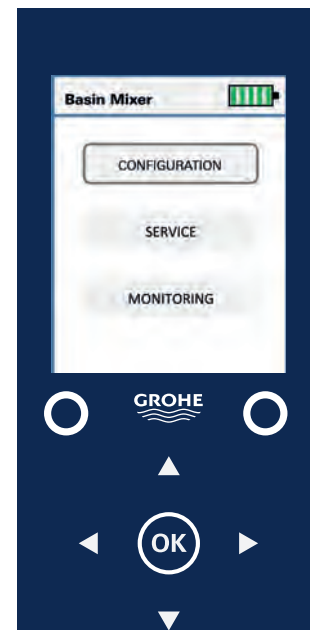 Basin Mixer
CONFIGURATION
SERVICE
MONITORING
GROHE
OK